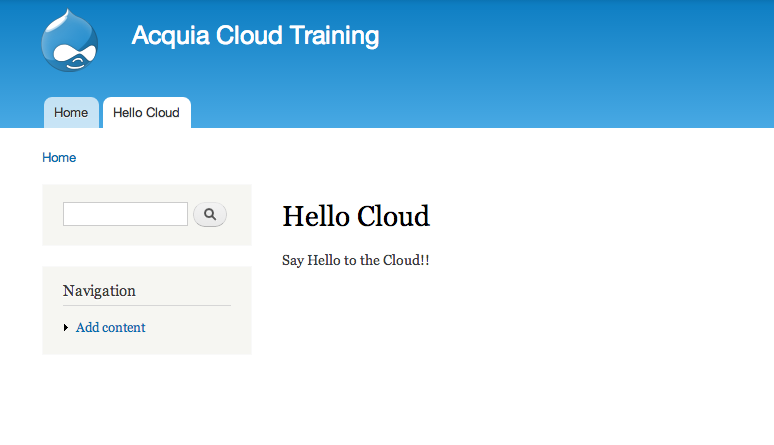 Acquia Cloud Training
Home
Hello Cloud
Home
Hello Cloud
Say Hello to the Cloud!!
Navigation
Add content